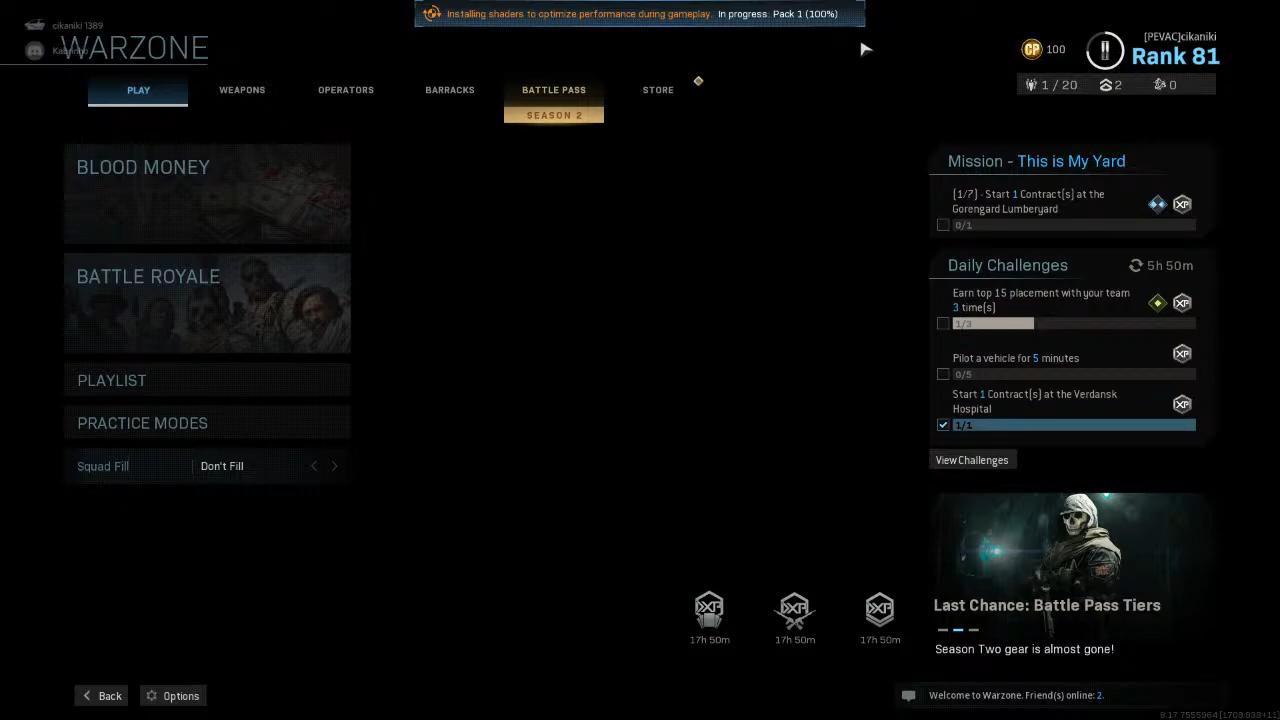 Installing shaders to optimize performance during gameplay. In progress: Pack 1 (100%)
cikaniki 1389
WARZONE
CP 100
[PEVAC]cikaniki
Rank 81
1 / 20 2 0
PLAY WEAPONS OPERATORS BARRACKS BATTLE PASS STORE
SEASON 2
BLOOD MONEY
BATTLE ROYALE
PLAYLIST
PRACTICE MODES
Squad Fill Don't Fill
Mission - This is My Yard
(1/7) - Start 1 Contract(s) at the
Gorengard Lumberyard
XP
0/1
Daily Challenges 5h 50m
Earn top 15 placement with your team
3 time(s)
XP
1/3
Pilot a vehicle for 5 minutes
XP
0/5
Start 1 Contract(s) at the Verdansk
Hospital
XP
1/1
View Challenges
Last Chance: Battle Pass Tiers
Season Two gear is almost gone!
17h 50m 17h 50m 17h 50m
Back Options
Welcome to Warzone. Friend(s) online: 2.